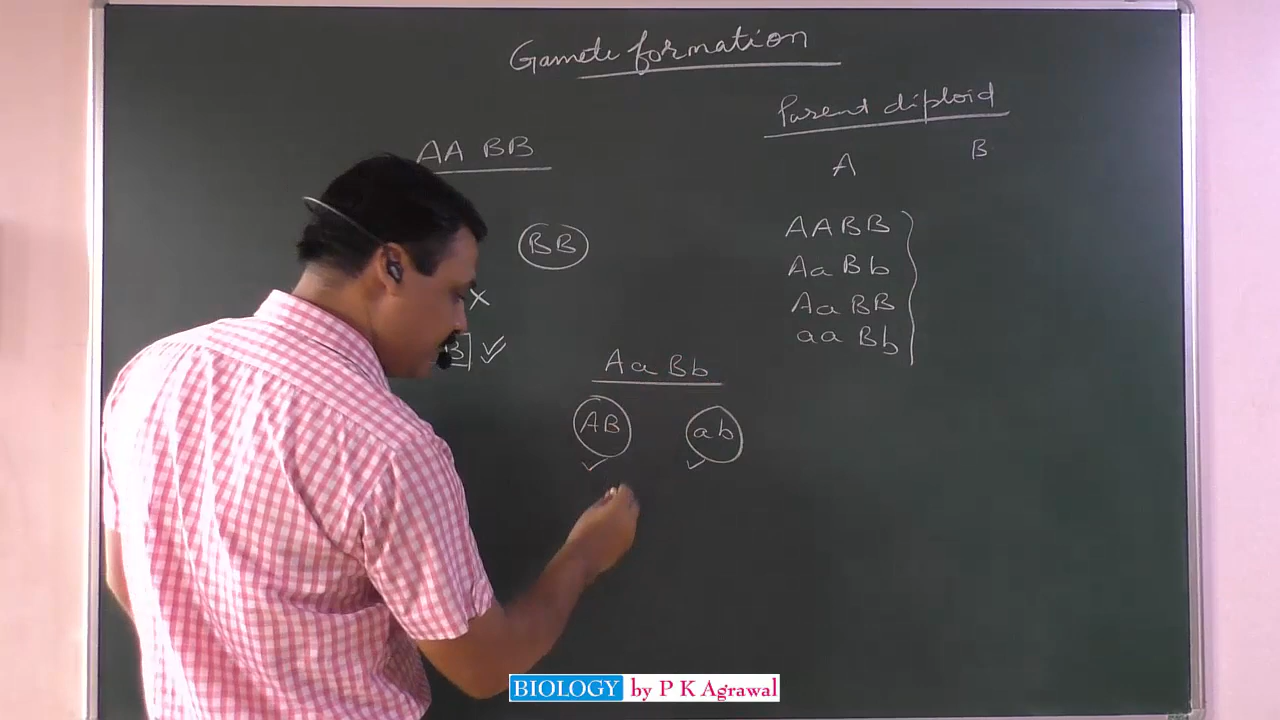 Gamete formation
Parent diploid
A B
AA BB
AABB
AaBb
AaBB
aaBb
BB
×
B
AaBb
AB ab
BIOLOGY by P K Agrawal